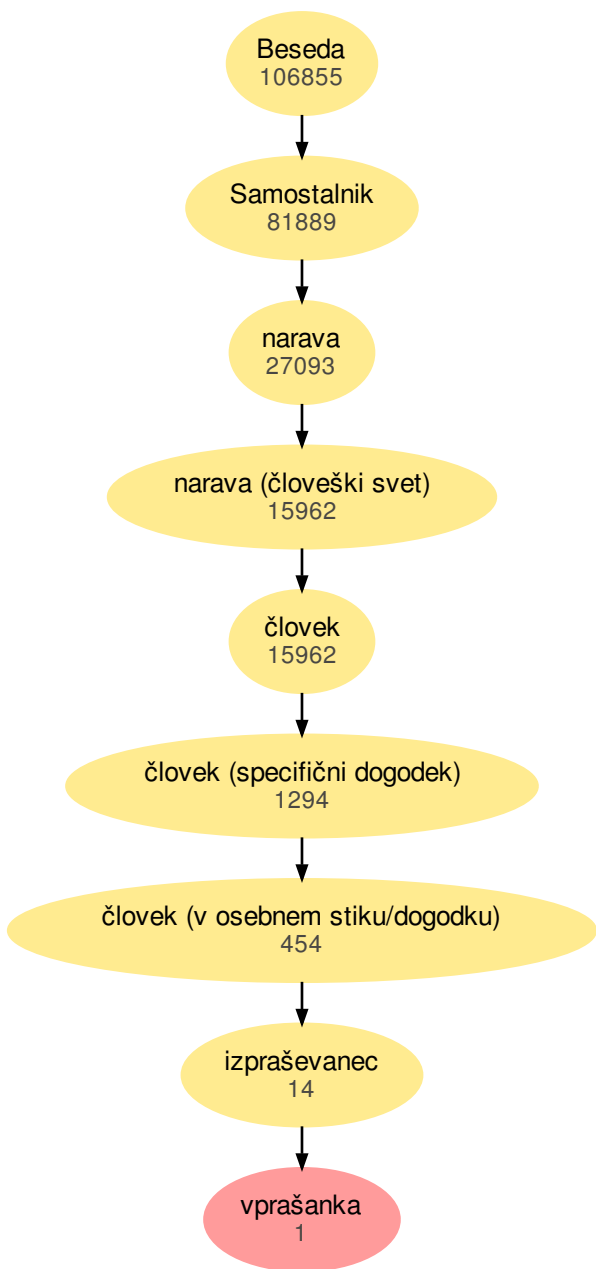 Beseda
106855
Samostalnik
81889
narava
27093
narava (človeški svet)
15962
človek
15962
človek (specifični dogodek)
1294
človek (v osebnem stiku/dogodku)
454
izpraševanec
14
vprašanka
1